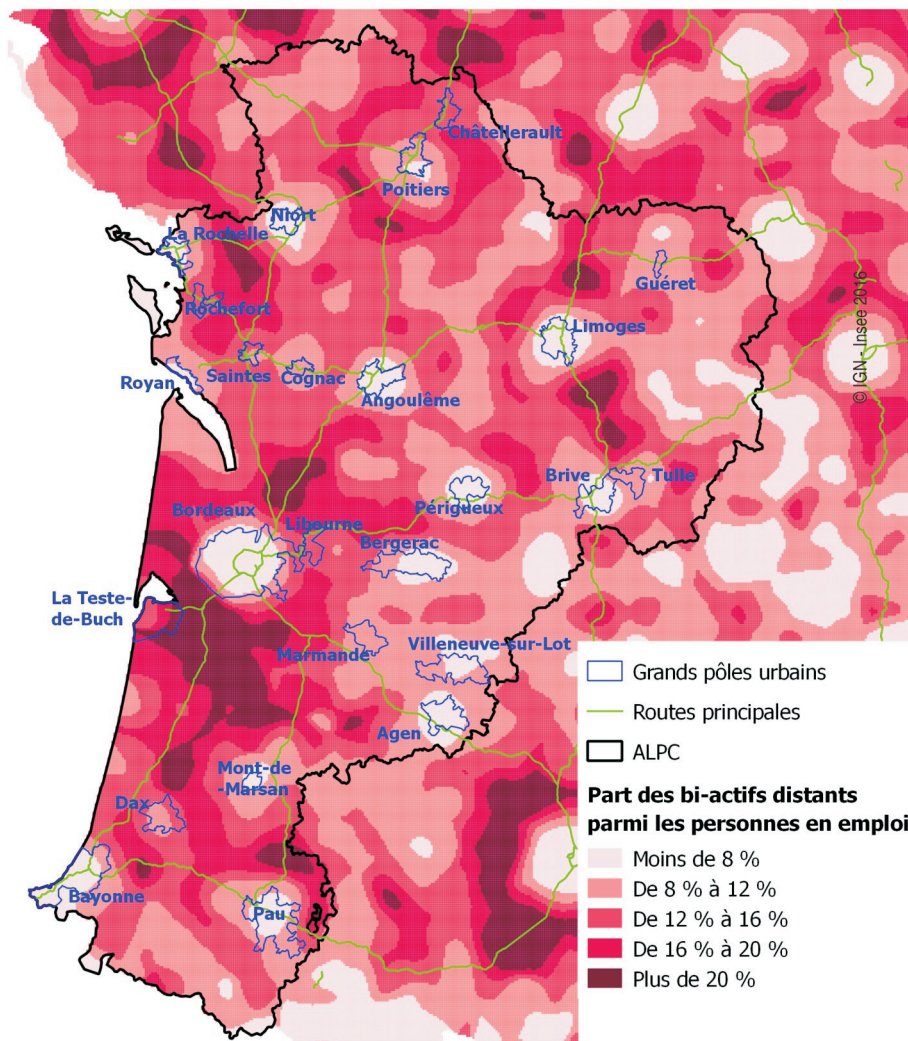 Châtellerault
Poitiers
Niort
La Rochelle
Rochefort
Guéret
Limoges
© IGN - Insee 2016
Royan
Saintes
Cognac
Angoulême
Brive
Tulle
Périgueux
Bordeaux
Libourne
Bergerac
La Teste-
de-Buch
Marmande
Villeneuve-sur-Lot
Agen
Mont-de
-Marsan
Dax
Bayonne
Pau
Grands pôles urbains
Routes principales
ALPC
Part des bi-actifs distants
parmi les personnes en emploi
Moins de 8 %
De 8 % à 12 %
De 12 % à 16 %
De 16 % à 20 %
Plus de 20 %